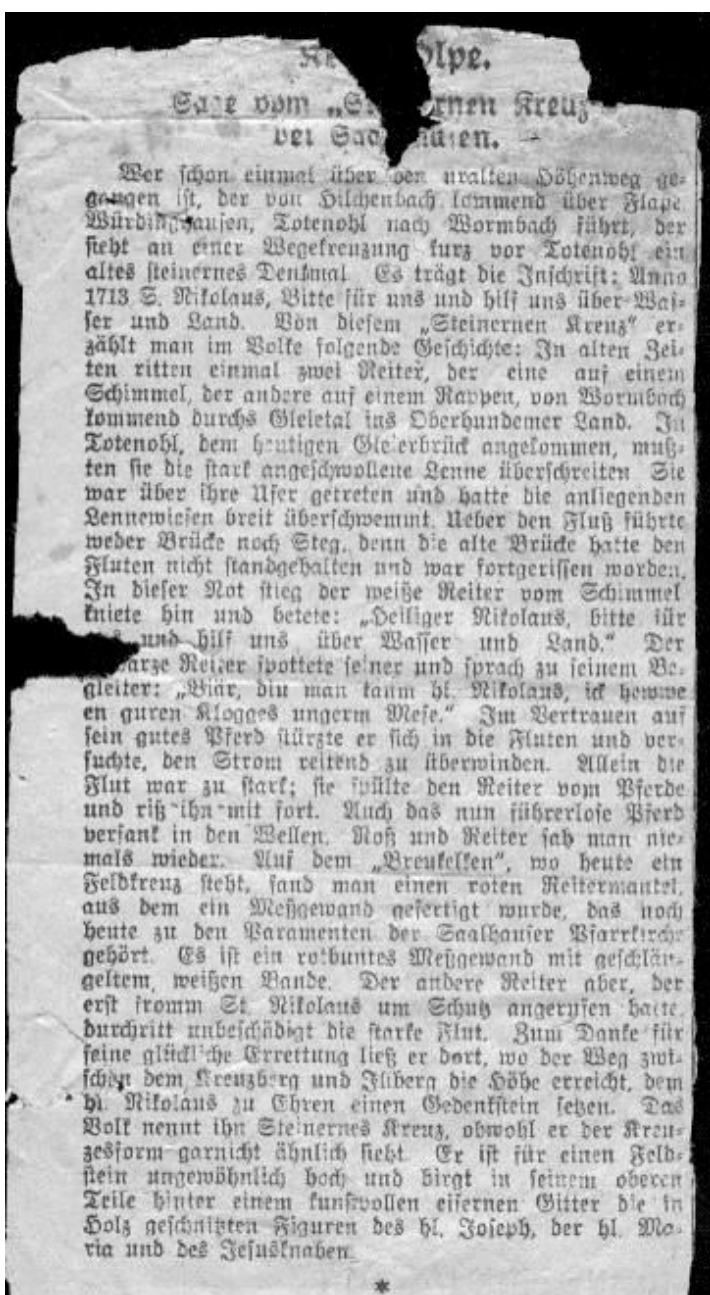 Olpe.
Sage vom „St ernen Kreuz
bei Saa hausen.
Wer schon einmal über den uralten Höhenweg ge-
gangen ist, der von Hilchenbach kommend über Flape,
Würdinghausen, Totenohl nach Wormbach führt, der
sieht an einer Wegekreuzung kurz vor Totenohl ein
altes steinernes Denkmal. Es trägt die Inschrift: Anno
1713 S. Nikolaus, Bitte für uns und hilf uns über Was-
ser und Land. Von diesem „Steinernen Kreuz“ er-
zählt man im Volke folgende Geschichte: In alten Zei-
ten ritten einmal zwei Reiter, der eine auf einem
Schimmel, der andere auf einem Rappen, von Wormbach
kommend durchs Gleietal ins Oberhundemer Land. In
Totenohl, dem heutigen Gleierbrück angekommen, muß-
ten sie die stark angeschwollene Lenne überschreiten Sie
war über ihre Ufer getreten und hatte die anliegenden
Lennewiesen breit überschwemmt. Ueber den Fluß führte
weder Brücke noch Steg, denn die alte Brücke hatte den
Fluten nicht standgehalten und war fortgerissen worden.
In dieser Not stieg der weiße Reiter vom Schimmel
kniete hin und betete: „Heiliger Nikolaus, bitte für
und hilf uns über Wasser und Land.“ Der
warze Reiter spottete seiner und sprach zu seinem Be-
gleiter: „Biär, diu man taum hl. Nikolaus, ick hewwe
en guren Klogges ungerm Mese.“ Im Vertrauen auf
sein gutes Pferd stürzte er sich in die Fluten und ver-
suchte, den Strom reitend zu überwinden. Allein die
Flut war zu stark; sie spülte den Reiter vom Pferde
und riß ihn mit fort. Auch das nun führerlose Pferd
versank in den Wellen. Roß und Reiter sah man nie-
mals wieder. Auf dem „Breukelken“, wo heute ein
Feldkreuz steht, fand man einen roten Reitermantel,
aus dem ein Meßgewand gefertigt wurde, das noch
heute zu den Paramenten der Saalhauser Pfarrkirche
gehört. Es ist ein rotbuntes Meßgewand mit geschlän-
geltem, weißen Bande. Der andere Reiter aber, der
erst fromm St. Nikolaus um Schutz angerufen hatte,
durchritt unbeschädigt die starke Flut. Zum Danke für
seine glückliche Errettung ließ er dort, wo der Weg zwi-
schen dem Kreuzberg und Ilberg die Höhe erreicht, dem
hl. Nikolaus zu Ehren einen Gedenkstein setzen. Das
Volk nennt ihn Steinernes Kreuz, obwohl er der Kreu-
zesform garnicht ähnlich sieht. Er ist für einen Feld-
stein ungewöhnlich hoch und birgt in seinem oberen
Teile hinter einem kunstvollen eisernen Gitter die in
Holz geschnitzten Figuren des hl. Joseph, der hl. Ma-
ria und des Jesusknaben.
*